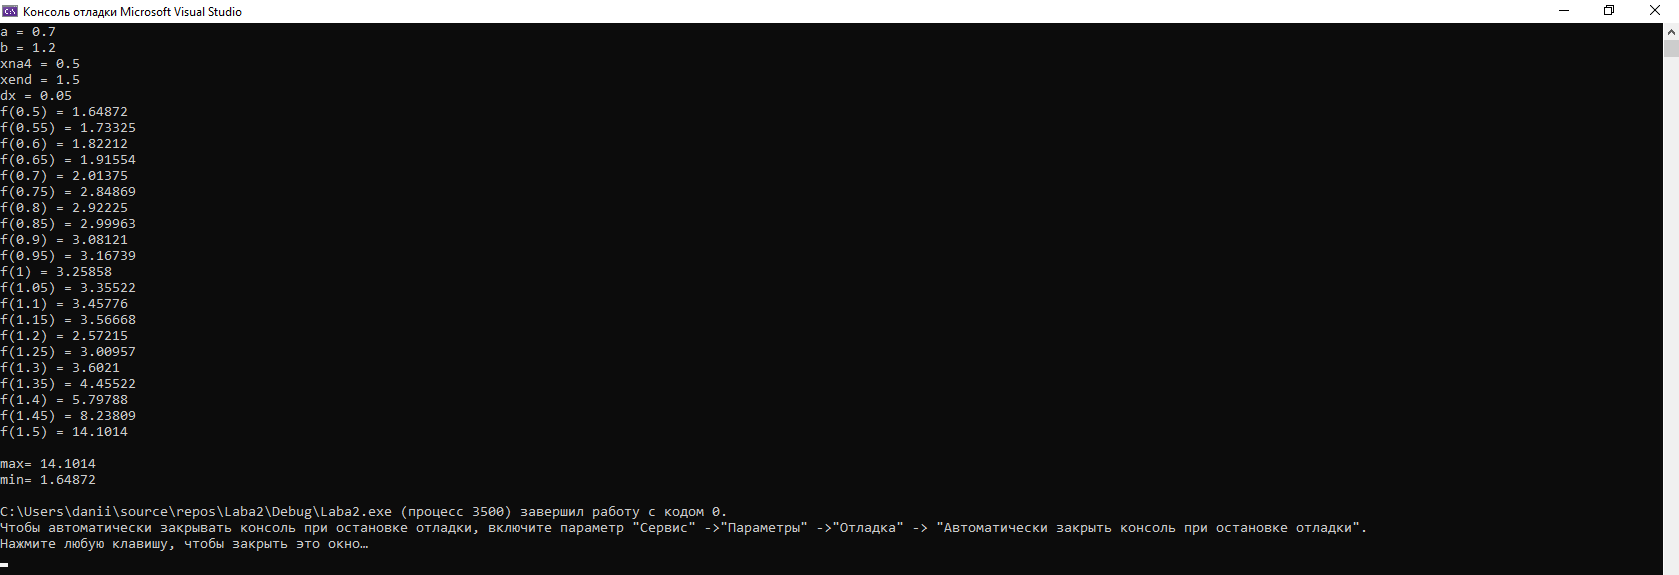 Консоль отладки Microsoft Visual Studio
a = 0.7
b = 1.2
xna4 = 0.5
xend = 1.5
dx = 0.05
f(0.5) = 1.64872
f(0.55) = 1.73325
f(0.6) = 1.82212
f(0.65) = 1.91554
f(0.7) = 2.01375
f(0.75) = 2.84869
f(0.8) = 2.92225
f(0.85) = 2.99963
f(0.9) = 3.08121
f(0.95) = 3.16739
f(1) = 3.25858
f(1.05) = 3.35522
f(1.1) = 3.45776
f(1.15) = 3.56668
f(1.2) = 2.57215
f(1.25) = 3.00957
f(1.3) = 3.6021
f(1.35) = 4.45522
f(1.4) = 5.79788
f(1.45) = 8.23809
f(1.5) = 14.1014
max= 14.1014
min= 1.64872
C:\Users\danii\source\repos\Laba2\Debug\Laba2.exe (процесс 3500) завершил работу с кодом 0.
Чтобы автоматически закрывать консоль при остановке отладки, включите параметр "Сервис" ->"Параметры" ->"Отладка" -> "Автоматически закрыть консоль при остановке отладки".
Нажмите любую клавишу, чтобы закрыть это окно…